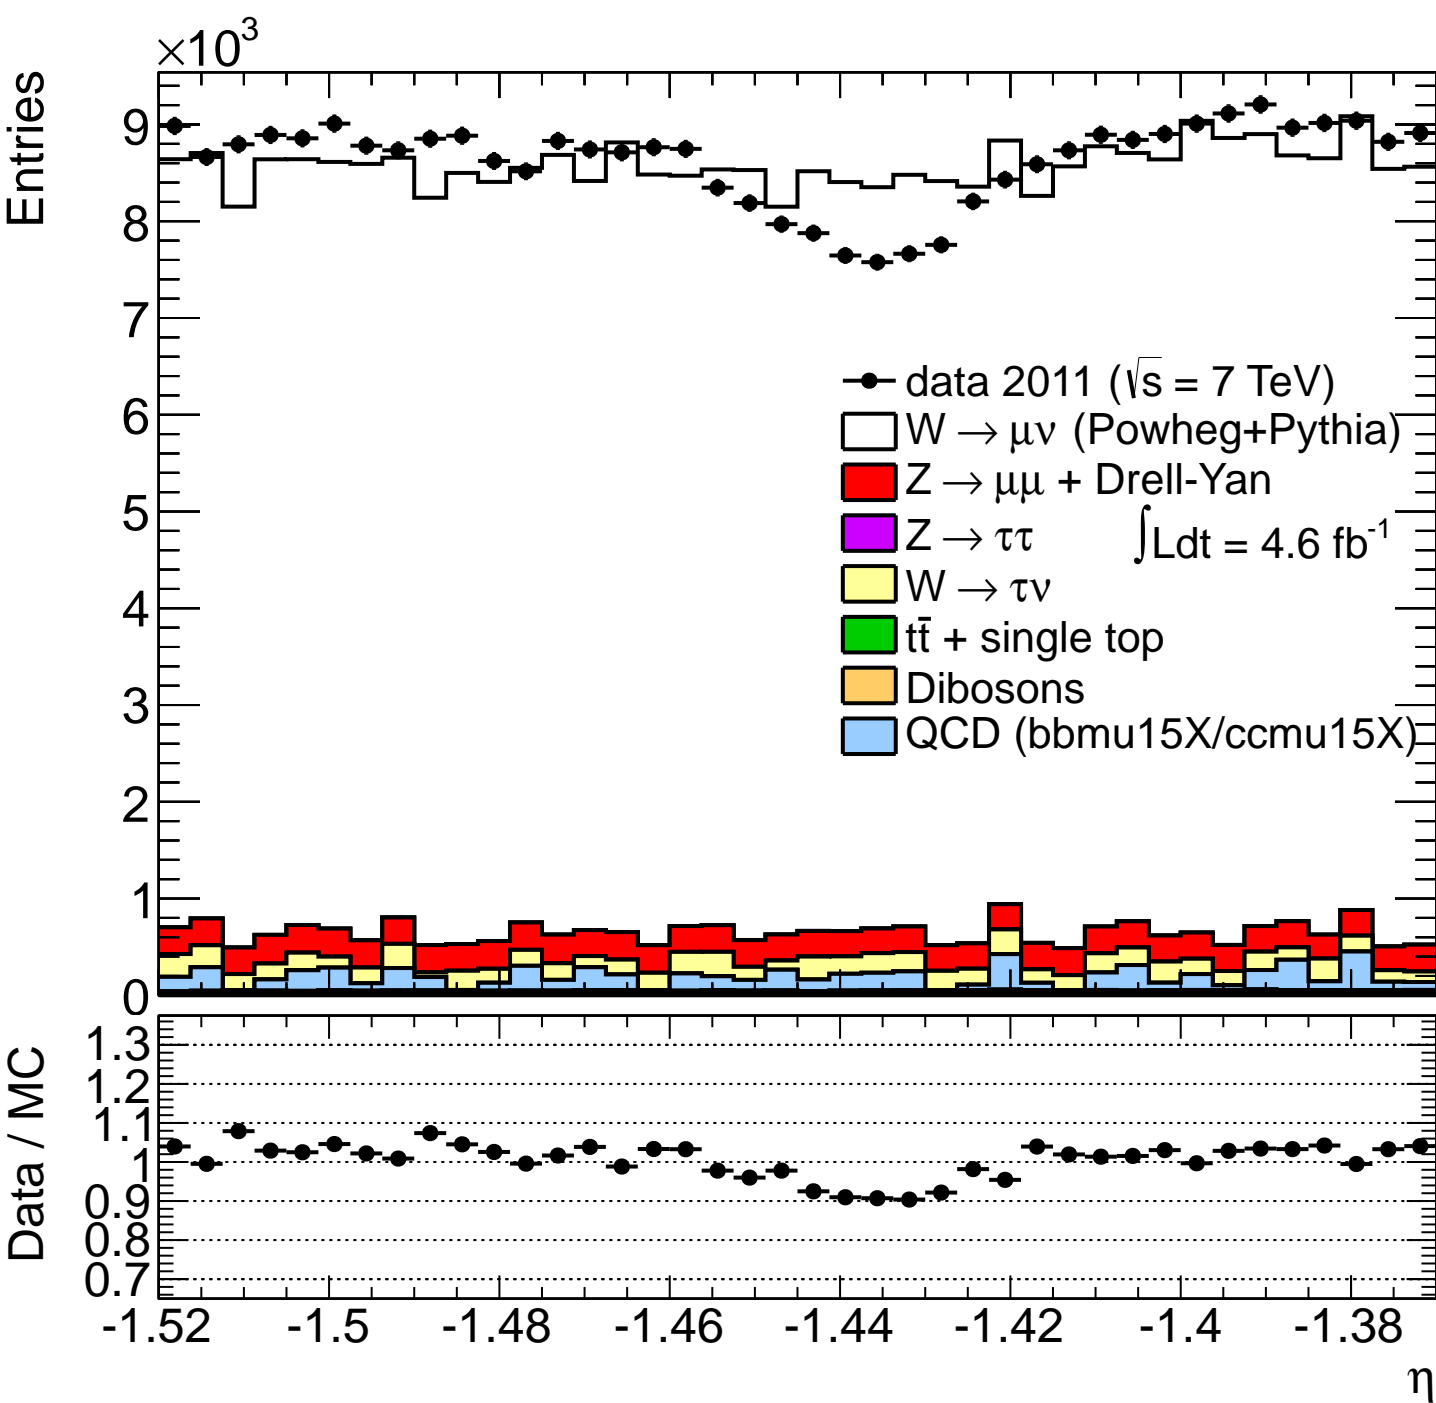 ×10³
Entries
9
8
7
6
5
4
3
2
1
0
data 2011 (√s = 7 TeV)
W → μν (Powheg+Pythia)
Z → μμ + Drell-Yan
Z → ττ
∫Ldt = 4.6 fb⁻¹
W → τν
tt̄ + single top
Dibosons
QCD (bbmu15X/ccmu15X)
Data / MC
1.3
1.2
1.1
1
0.9
0.8
0.7
-1.52 -1.5 -1.48 -1.46 -1.44 -1.42 -1.4 -1.38
η